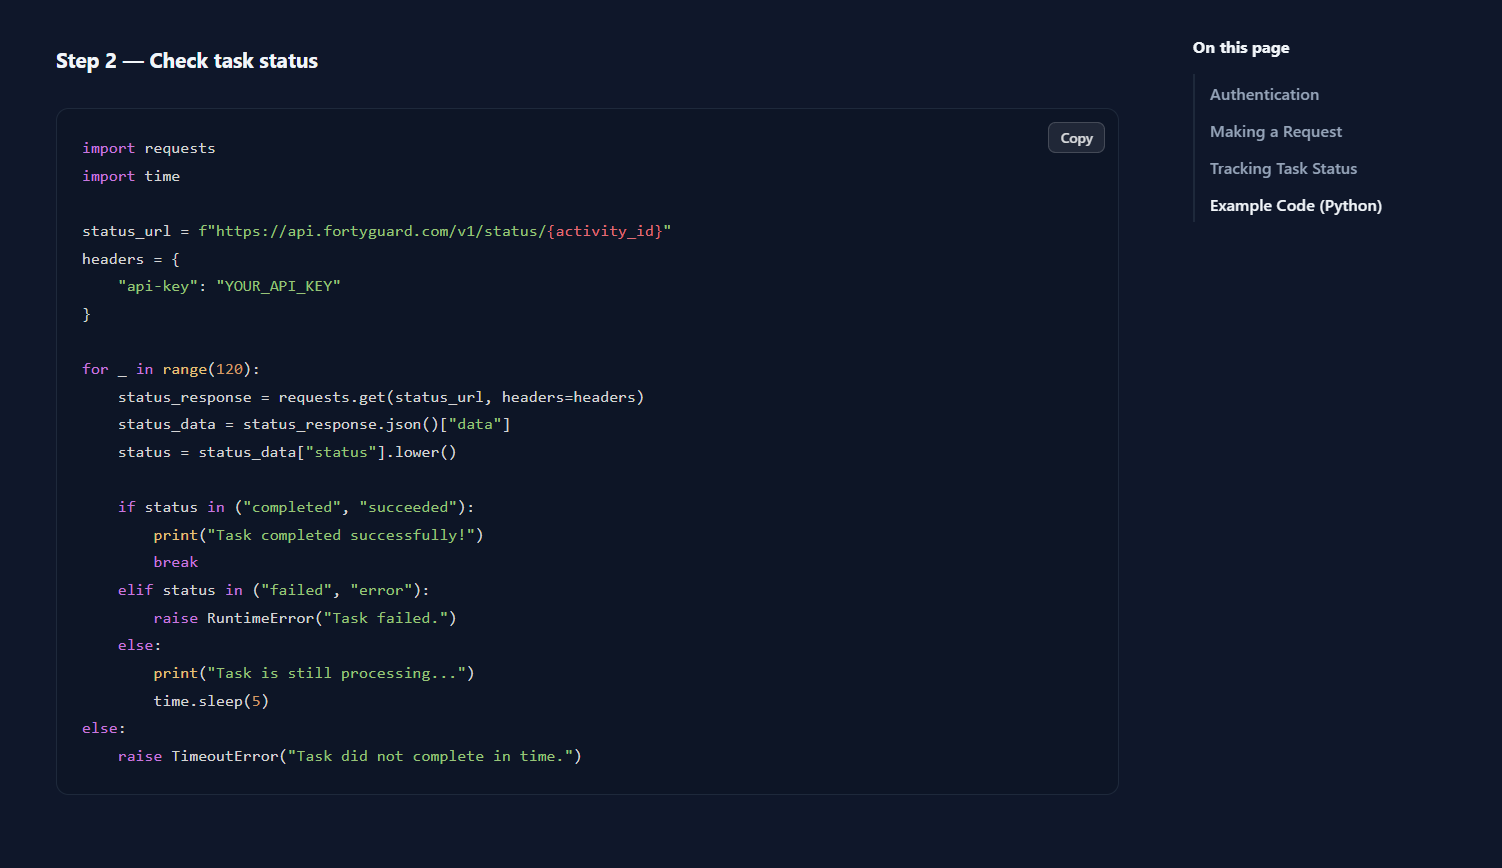 Step 2 — Check task status
Copy
import requests
import time
status_url = f"https://api.fortyguard.com/v1/status/{activity_id}"
headers = {
    "api-key": "YOUR_API_KEY"
}
for _ in range(120):
    status_response = requests.get(status_url, headers=headers)
    status_data = status_response.json()["data"]
    status = status_data["status"].lower()
    if status in ("completed", "succeeded"):
        print("Task completed successfully!")
        break
    elif status in ("failed", "error"):
        raise RuntimeError("Task failed.")
    else:
        print("Task is still processing...")
        time.sleep(5)
else:
    raise TimeoutError("Task did not complete in time.")
On this page
Authentication
Making a Request
Tracking Task Status
Example Code (Python)